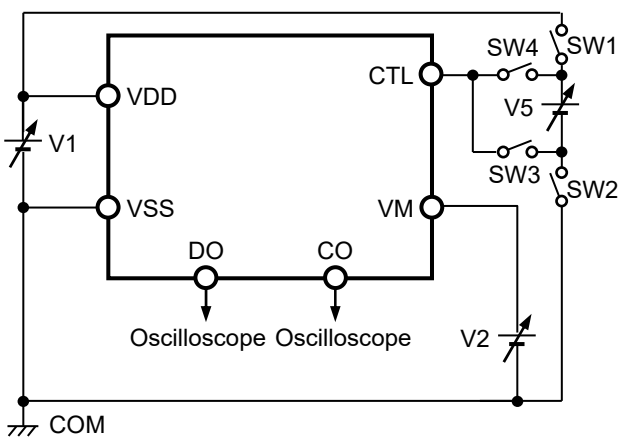 SW1
SW4
CTL
V5
VDD
V1
SW3
SW2
VSS
VM
DO
CO
Oscilloscope Oscilloscope
V2
COM